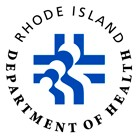 RHODE ISLAND
DEPARTMENT OF HEALTH